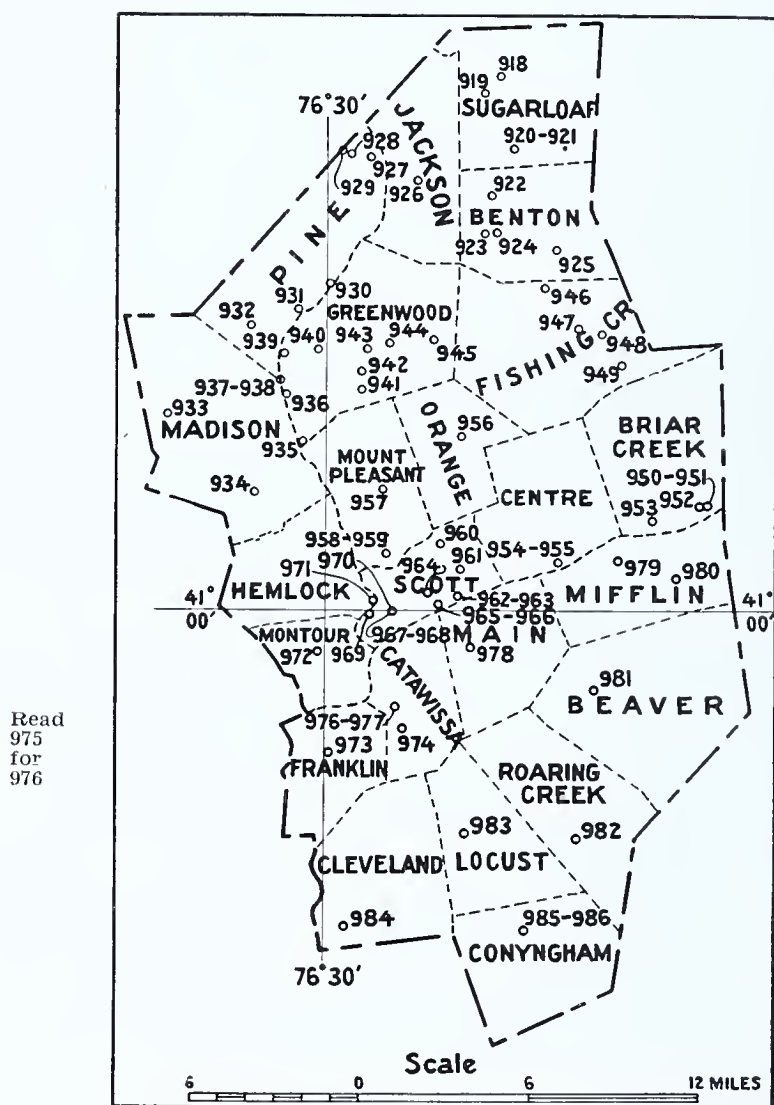 918
919
SUGARLOAF
76°30'
920-921
JACKSON
928
927
929
926
922
BENTON
923
924
925
PINE
930
931
946
GREENWOOD
932
940
943
944
947
948
939
945
FISHING CR
942
949
937-938
941
936
933
MADISON
956
BRIAR
CREEK
935
ORANGE
MOUNT
PLEASANT
950-951
934
957
CENTRE
953
952
958-959
960
970
964
961
954-955
979
980
971
HEMLOCK
SCOTT
962-963
MIFFLIN
41°
00'
965-966
41°
00'
MONTOUR
967-968
MAIN
972
969
978
CATAWISSA
981
BEAVER
Read
975
for
976
976-977
973
974
FRANKLIN
ROARING
CREEK
983
982
CLEVELAND
LOCUST
984
985-986
CONYNGHAM
76°30'
Scale
6 0 6 12 MILES